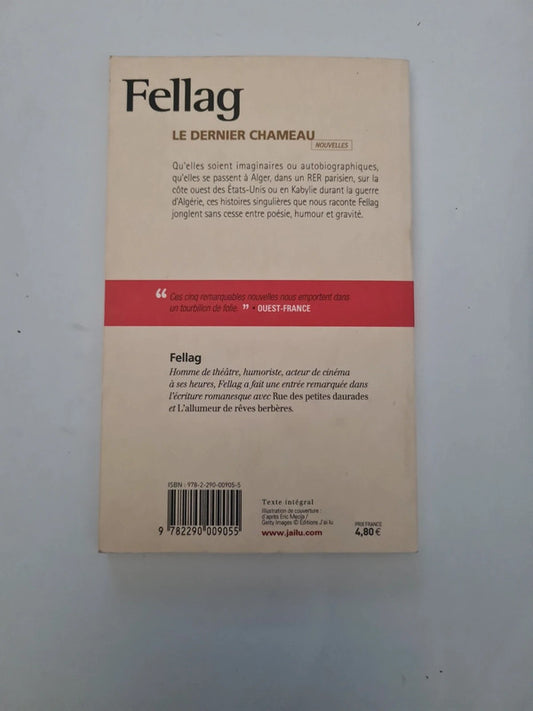 Fellag
LE DERNIER CHAMEAU
NOUVELLES
Qu'elles soient imaginaires ou autobiographiques,
qu'elles se passent à Alger, dans un RER parisien, sur la
côte ouest des États-Unis ou en Kabylie durant la guerre
d'Algérie, ces histoires singulières que nous raconte Fellag
jonglent sans cesse entre poésie, humour et gravité.
“ Ces cinq remarquables nouvelles nous emportent dans
un tourbillon de folie. ” • OUEST-FRANCE
Fellag
Homme de théâtre, humoriste, acteur de cinéma
à ses heures, Fellag a fait une entrée remarquée dans
l'écriture romanesque avec Rue des petites daurades
et L'allumeur de rêves berbères.
ISBN : 978-2-290-00905-5
9 782290 009055
Texte intégral
Illustration de couverture :
d'après Eric Meola /
Getty Images © Éditions J'ai lu
www.jailu.com
PRIX FRANCE
4,80 €